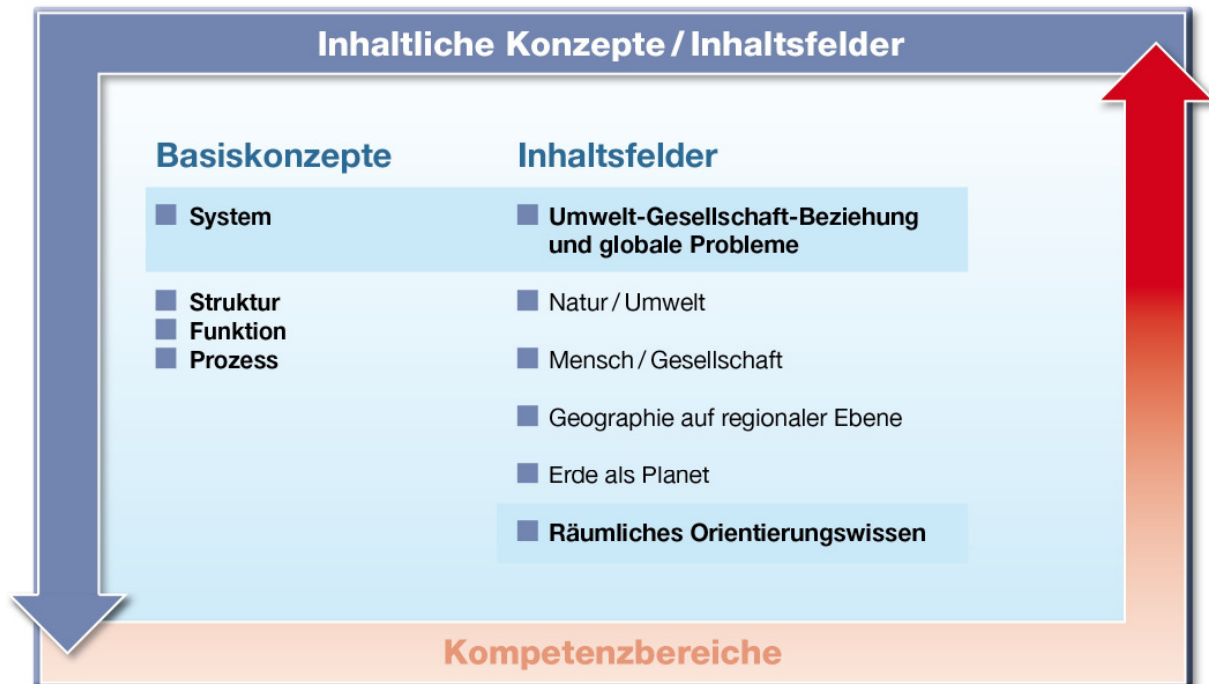 Inhaltliche Konzepte / Inhaltsfelder
Basiskonzepte
System
Struktur
Funktion
Prozess
Inhaltsfelder
Umwelt-Gesellschaft-Beziehung
und globale Probleme
Natur / Umwelt
Mensch / Gesellschaft
Geographie auf regionaler Ebene
Erde als Planet
Räumliches Orientierungswissen
Kompetenzbereiche